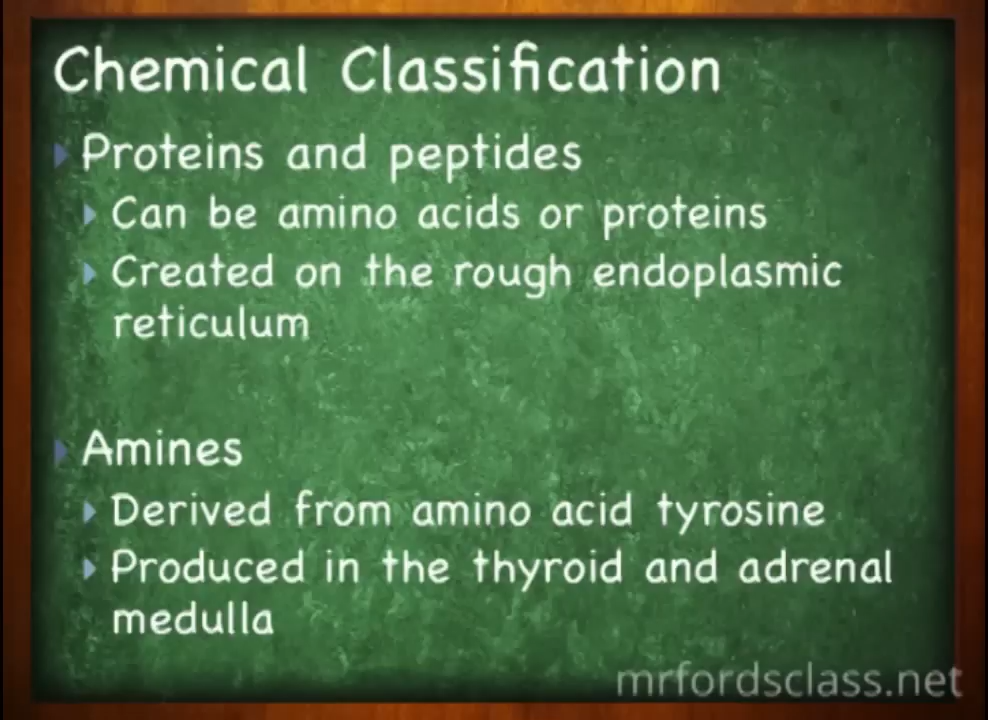 Chemical Classification
Proteins and peptides
Can be amino acids or proteins
Created on the rough endoplasmic
reticulum
Amines
Derived from amino acid tyrosine
Produced in the thyroid and adrenal
medulla
mrfordsclass.net